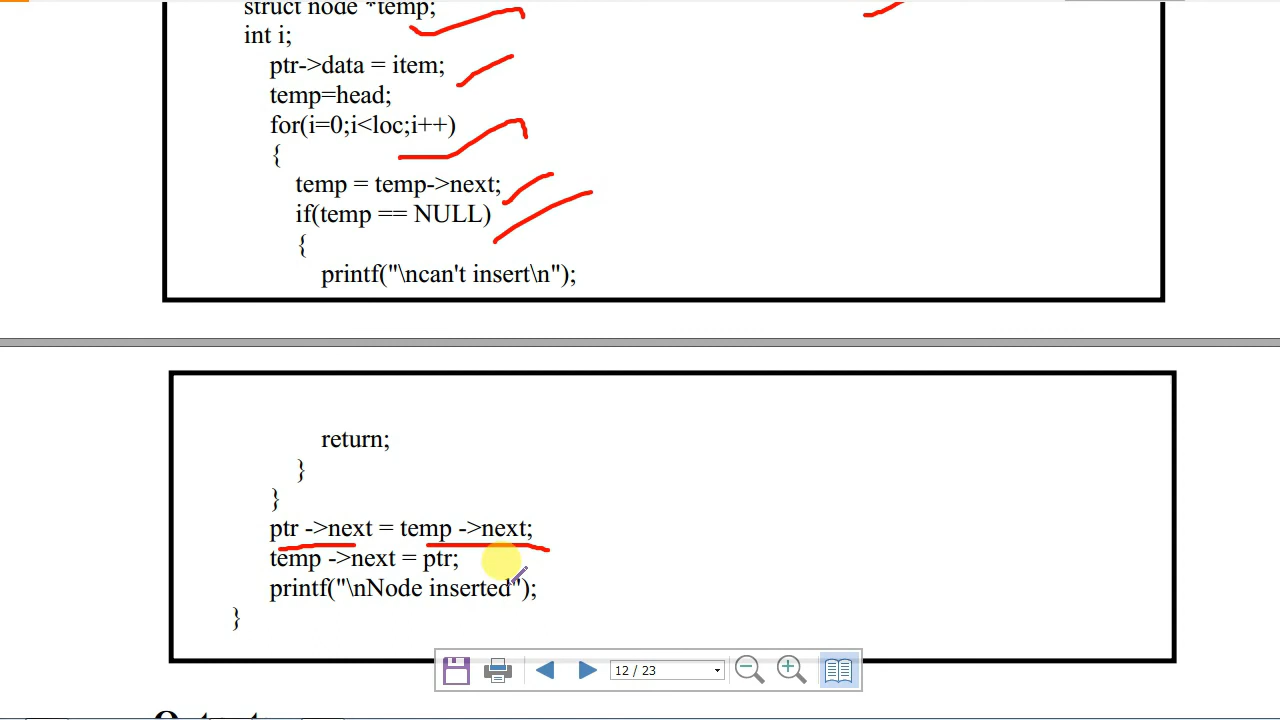 struct node *temp;
int i;
ptr->data = item;
temp=head;
for(i=0;i<loc;i++)
{
temp = temp->next;
if(temp == NULL)
{
printf("\ncan't insert\n");
return;
}
}
ptr ->next = temp ->next;
temp ->next = ptr;
printf("\nNode inserted");
}
12 / 23